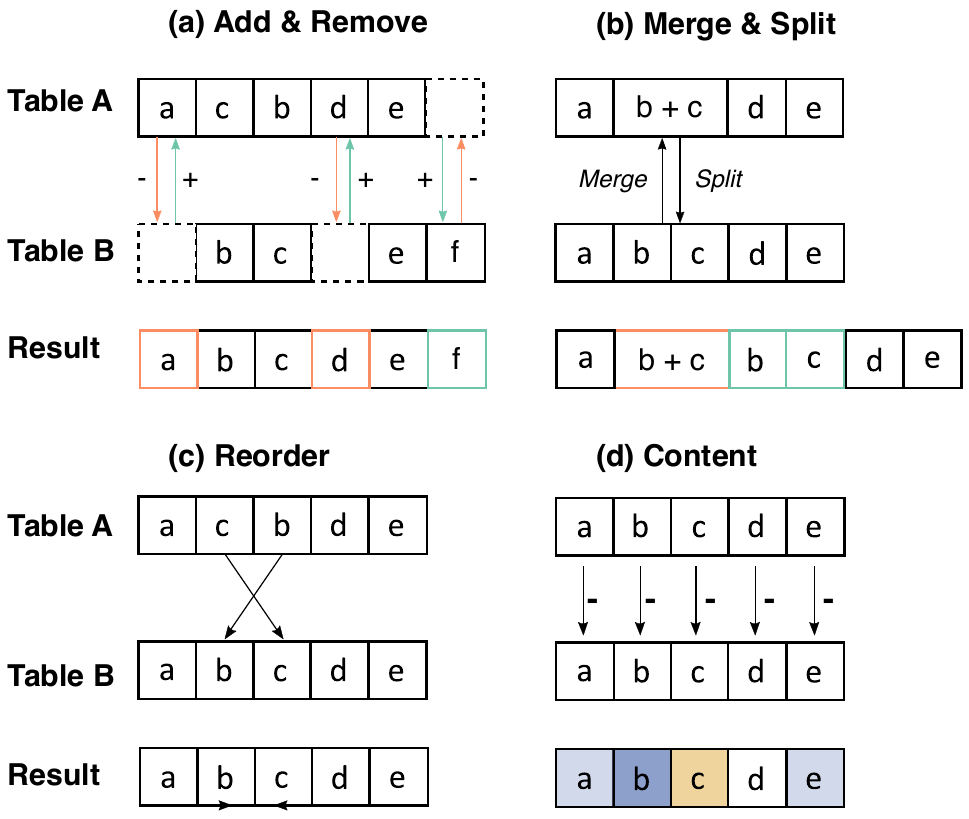 (a) Add & Remove
(b) Merge & Split
Table A
a c b d e
a b + c d e
- + - + + -
Merge Split
Table B
b c e f
a b c d e
Result
a b c d e f
a b + c b c d e
(c) Reorder
(d) Content
Table A
a c b d e
a b c d e
- - - - -
Table B
a b c d e
a b c d e
Result
a b c d e
a b c d e